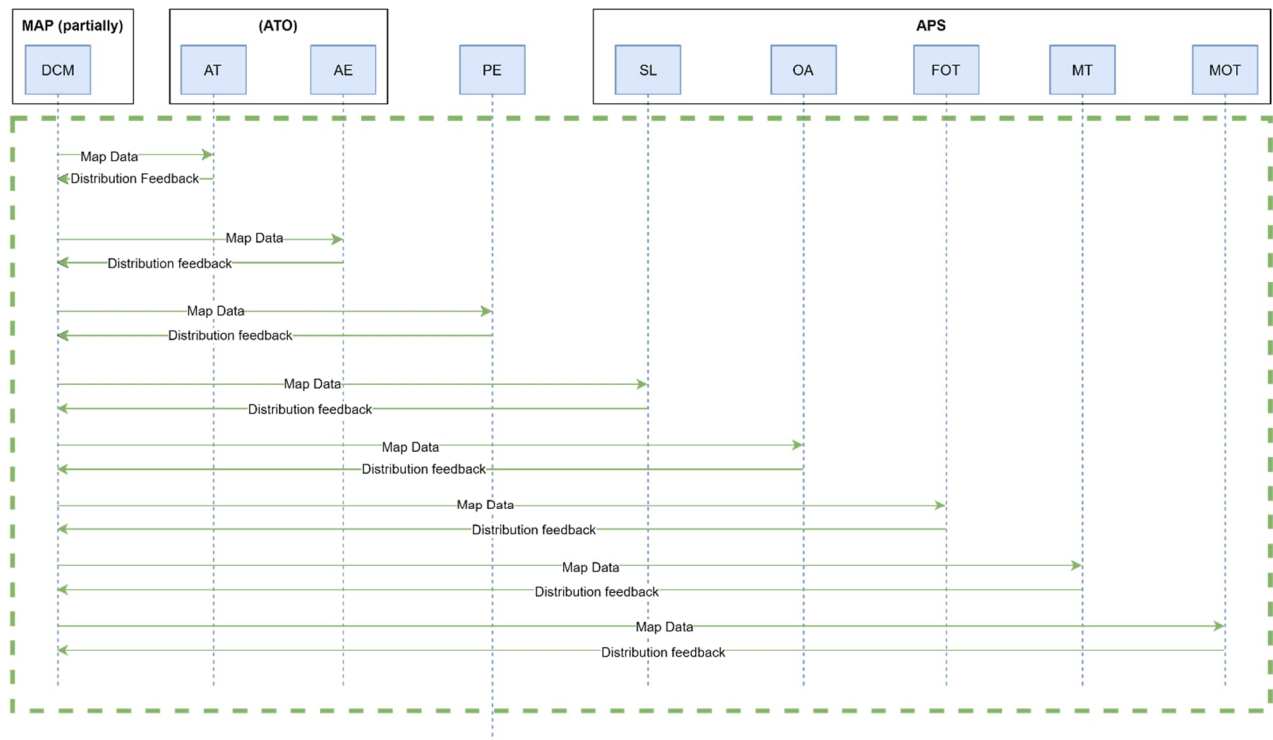 MAP (partially)
(ATO)
APS
DCM
AT
AE
PE
SL
OA
FOT
MT
MOT
Map Data
Distribution Feedback
Map Data
Distribution feedback
Map Data
Distribution feedback
Map Data
Distribution feedback
Map Data
Distribution feedback
Map Data
Distribution feedback
Map Data
Distribution feedback
Map Data
Distribution feedback